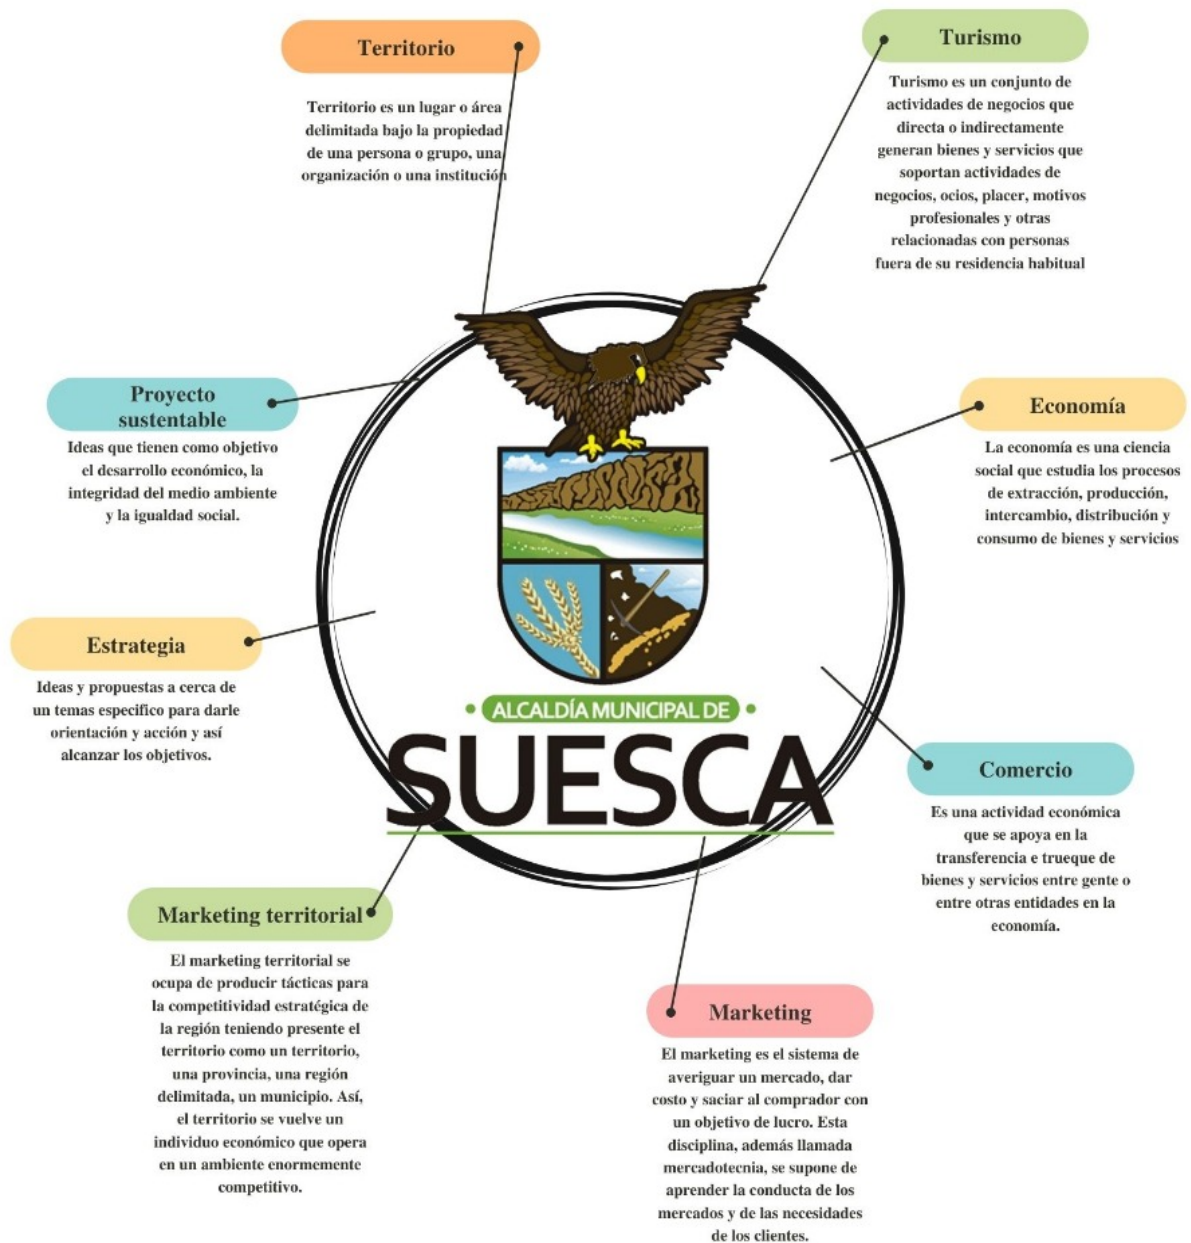 Territorio
Territorio es un lugar o área
delimitada bajo la propiedad
de una persona o grupo, una
organización o una institución
Turismo
Turismo es un conjunto de
actividades de negocios que
directa o indirectamente
generan bienes y servicios que
soportan actividades de
negocios, ocios, placer, motivos
profesionales y otras
relacionadas con personas
fuera de su residencia habitual
Proyecto
sustentable
Ideas que tienen como objetivo
el desarrollo económico, la
integridad del medio ambiente
y la igualdad social.
Economía
La economía es una ciencia
social que estudia los procesos
de extracción, producción,
intercambio, distribución y
consumo de bienes y servicios
Estrategia
Ideas y propuestas a cerca de
un temas especifico para darle
orientación y acción y así
alcanzar los objetivos.
• ALCALDÍA MUNICIPAL DE •
SUESCA
Comercio
Es una actividad económica
que se apoya en la
transferencia e trueque de
bienes y servicios entre gente o
entre otras entidades en la
economía.
Marketing territorial
El marketing territorial se
ocupa de producir tácticas para
la competitividad estratégica de
la región teniendo presente el
territorio como un territorio,
una provincia, una región
delimitada, un municipio. Así,
el territorio se vuelve un
individuo económico que opera
en un ambiente enormemente
competitivo.
Marketing
El marketing es el sistema de
averiguar un mercado, dar
costo y saciar al comprador con
un objetivo de lucro. Esta
disciplina, además llamada
mercadotecnia, se supone de
aprender la conducta de los
mercados y de las necesidades
de los clientes.